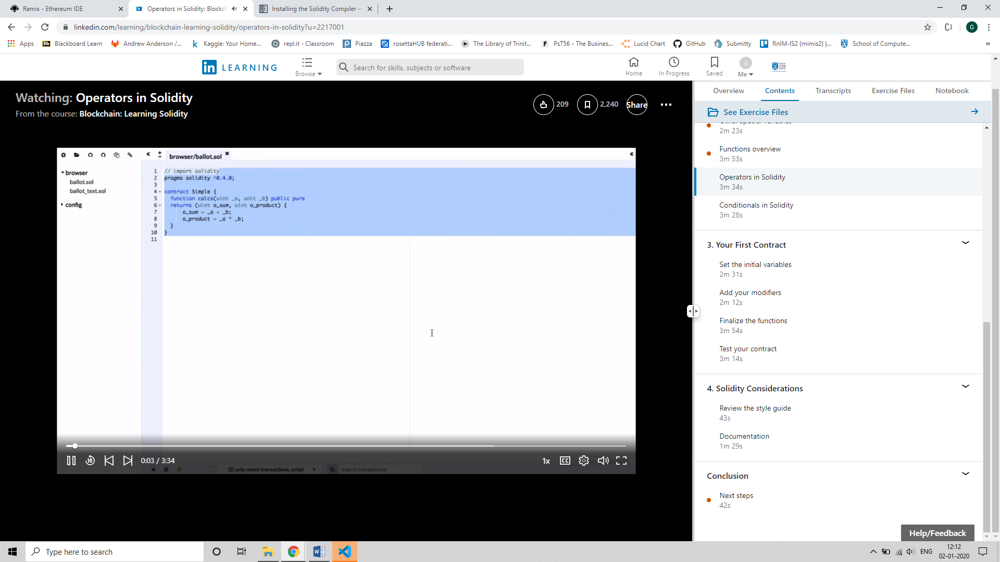 Remix - Ethereum IDE
Operators in Solidity: Blockch
Installing the Solidity Compiler —
linkedin.com/learning/blockchain-learning-solidity/operators-in-solidity?u=2217001
G
Apps
Bb Blackboard Learn
Andrew Anderson /...
k Kaggle: Your Home...
repl.it - Classroom
Piazza
rosettaHUB federati...
The Library of Trinit...
F PsT56 - The Busines...
Lucid Chart
GitHub
Submitty
RnIM-IS2 (rnimis2) |...
School of Compute...
»
in LEARNING
Browse
Search for skills, subjects or software
Home
In Progress
Saved
Me
Watching: Operators in Solidity
From the course: Blockchain: Learning Solidity
209
2,240
Share
browser
ballot.sol
ballot_test.sol
config
browser/ballot.sol
1 // import solidity
2 pragma solidity ^0.4.0;
3
4 contract Simple {
5 function calcs(uint _a, unit _b) public pure
6 returns (uint o_sum, uint o_product) {
7 o_sum = _a + _b;
8 o_product = _a * _b;
9 }
10 }
11
10
0:03 / 3:34
1x
CC
0
[2] only remix transactions, script
Search transactions
Overview
Contents
Transcripts
Exercise Files
Notebook
See Exercise Files
2m 23s
Functions overview
3m 53s
Operators in Solidity
3m 34s
Conditionals in Solidity
3m 28s
3. Your First Contract
Set the initial variables
2m 31s
Add your modifiers
2m 12s
Finalize the functions
3m 54s
Test your contract
3m 14s
4. Solidity Considerations
Review the style guide
43s
Documentation
1m 29s
Conclusion
Next steps
42s
Help/Feedback
Type here to search
ENG
12:12
02-01-2020